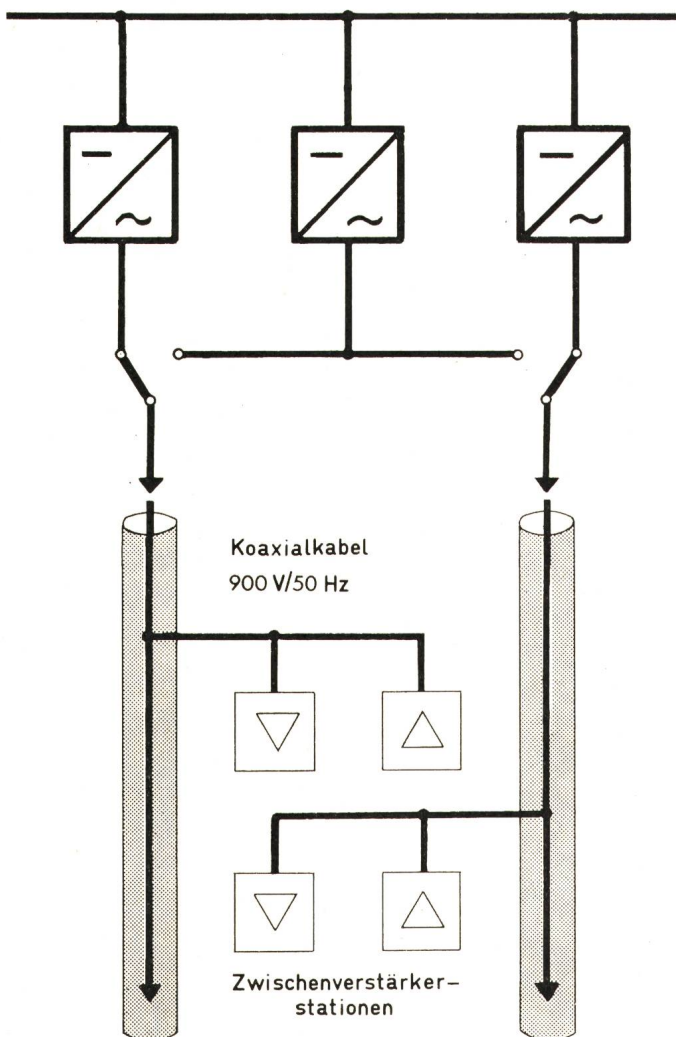 Koaxialkabel
900 V/50 Hz
Zwischenverstärker-
stationen